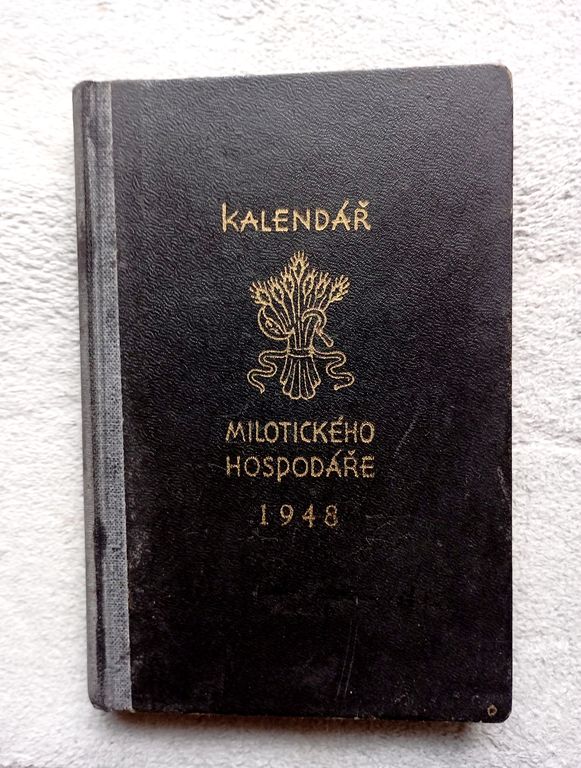 KALENDÁŘ
MILOTICKÉHO
HOSPODÁŘE
1948